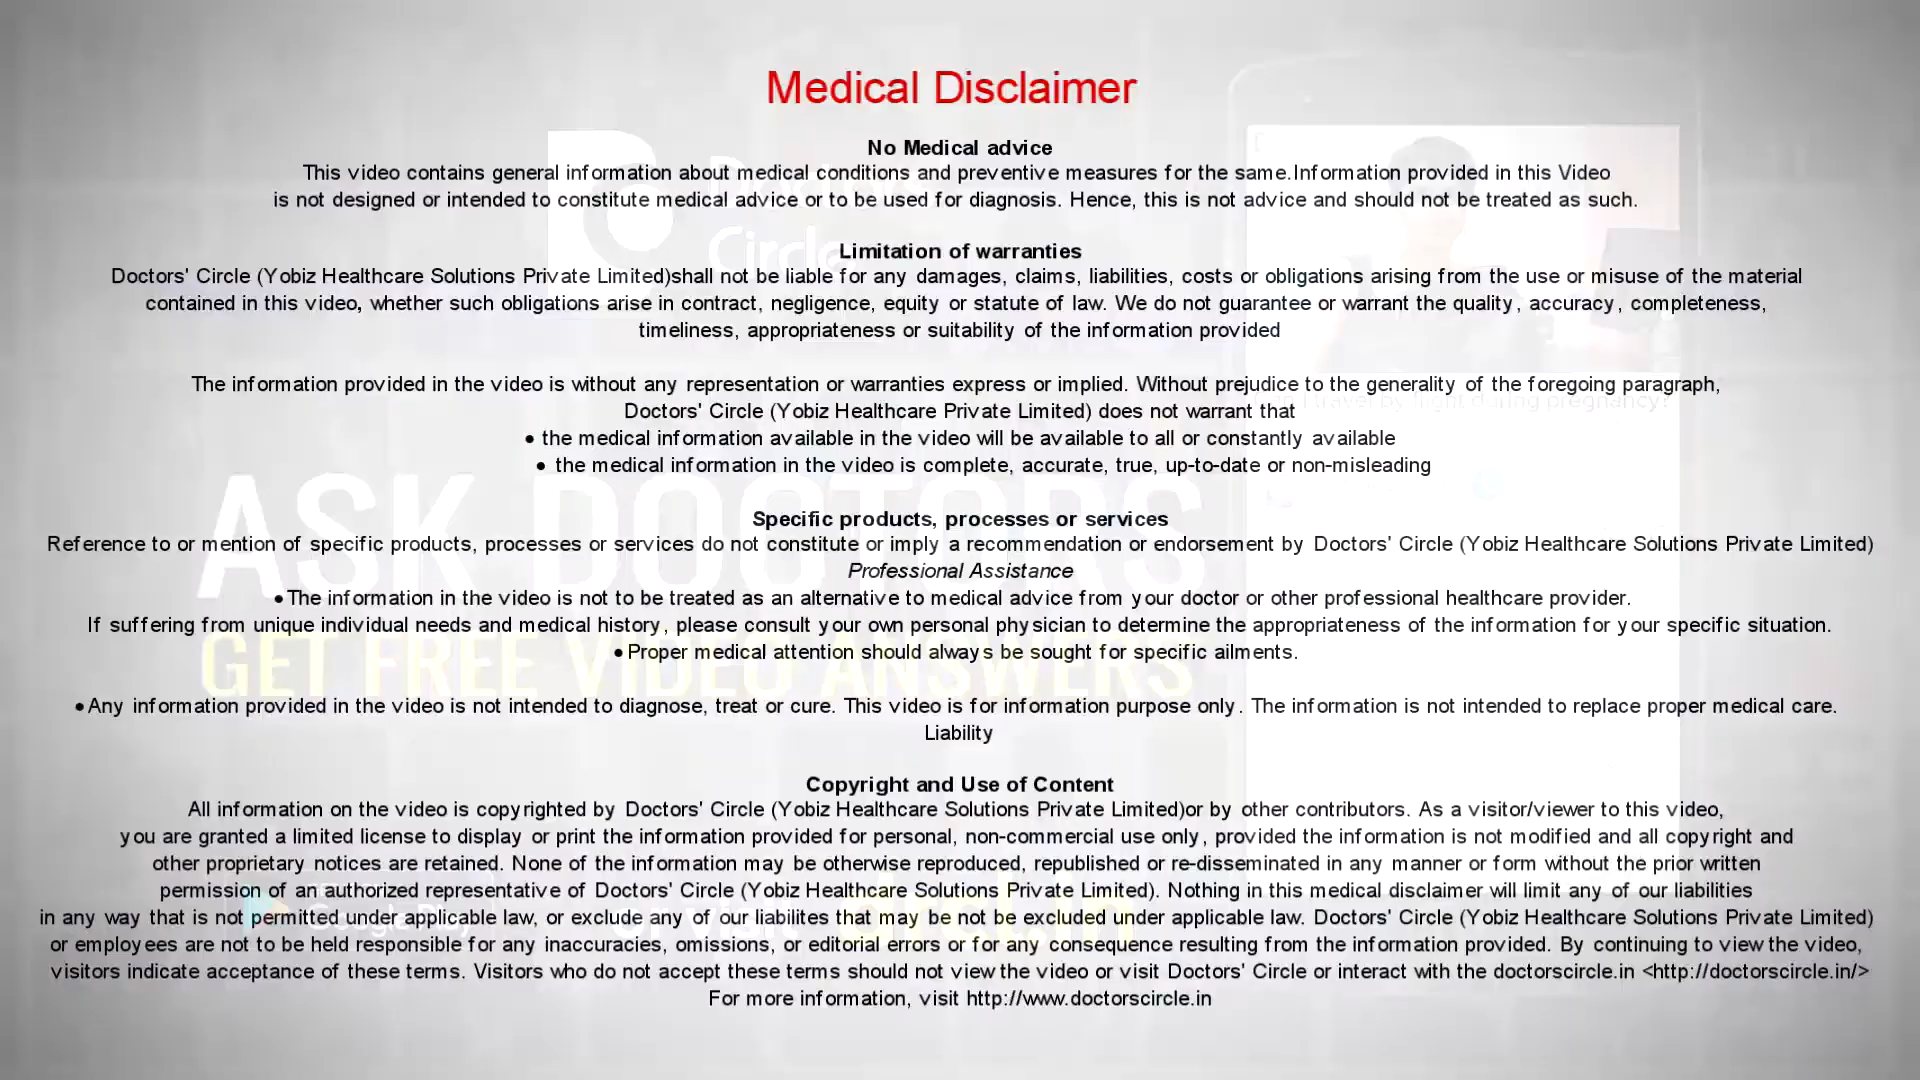 Medical Disclaimer
No Medical advice
This video contains general information about medical conditions and preventive measures for the same.Information provided in this Video
is not designed or intended to constitute medical advice or to be used for diagnosis. Hence, this is not advice and should not be treated as such.
Limitation of warranties
Doctors' Circle (Yobiz Healthcare Solutions Private Limited)shall not be liable for any damages, claims, liabilities, costs or obligations arising from the use or misuse of the material
contained in this video, whether such obligations arise in contract, negligence, equity or statute of law. We do not guarantee or warrant the quality, accuracy, completeness,
timeliness, appropriateness or suitability of the information provided
The information provided in the video is without any representation or warranties express or implied. Without prejudice to the generality of the foregoing paragraph,
Doctors' Circle (Yobiz Healthcare Private Limited) does not warrant that
• the medical information available in the video will be available to all or constantly available
• the medical information in the video is complete, accurate, true, up-to-date or non-misleading
Specific products, processes or services
Reference to or mention of specific products, processes or services do not constitute or imply a recommendation or endorsement by Doctors' Circle (Yobiz Healthcare Solutions Private Limited)
Professional Assistance
•The information in the video is not to be treated as an alternative to medical advice from your doctor or other professional healthcare provider.
If suffering from unique individual needs and medical history, please consult your own personal physician to determine the appropriateness of the information for your specific situation.
•Proper medical attention should always be sought for specific ailments.
•Any information provided in the video is not intended to diagnose, treat or cure. This video is for information purpose only. The information is not intended to replace proper medical care.
Liability
Copyright and Use of Content
All information on the video is copyrighted by Doctors' Circle (Yobiz Healthcare Solutions Private Limited)or by other contributors. As a visitor/viewer to this video,
you are granted a limited license to display or print the information provided for personal, non-commercial use only, provided the information is not modified and all copyright and
other proprietary notices are retained. None of the information may be otherwise reproduced, republished or re-disseminated in any manner or form without the prior written
permission of an authorized representative of Doctors' Circle (Yobiz Healthcare Solutions Private Limited). Nothing in this medical disclaimer will limit any of our liabilities
in any way that is not permitted under applicable law, or exclude any of our liabilites that may be not be excluded under applicable law. Doctors' Circle (Yobiz Healthcare Solutions Private Limited)
or employees are not to be held responsible for any inaccuracies, omissions, or editorial errors or for any consequence resulting from the information provided. By continuing to view the video,
visitors indicate acceptance of these terms. Visitors who do not accept these terms should not view the video or visit Doctors' Circle or interact with the doctorscircle.in <http://doctorscircle.in/>
For more information, visit http://www.doctorscircle.in
Doctors'
Circle
Can I travel by flight during pregnancy?
ASK DOCTORS
GET FREE VIDEO ANSWERS
Google Play
or visit drcl.in